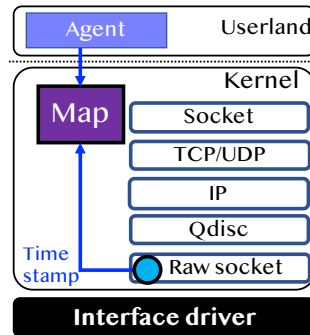 Agent
Userland
Kernel
Map
Socket
TCP/UDP
IP
Qdisc
Time
stamp
Raw socket
Interface driver